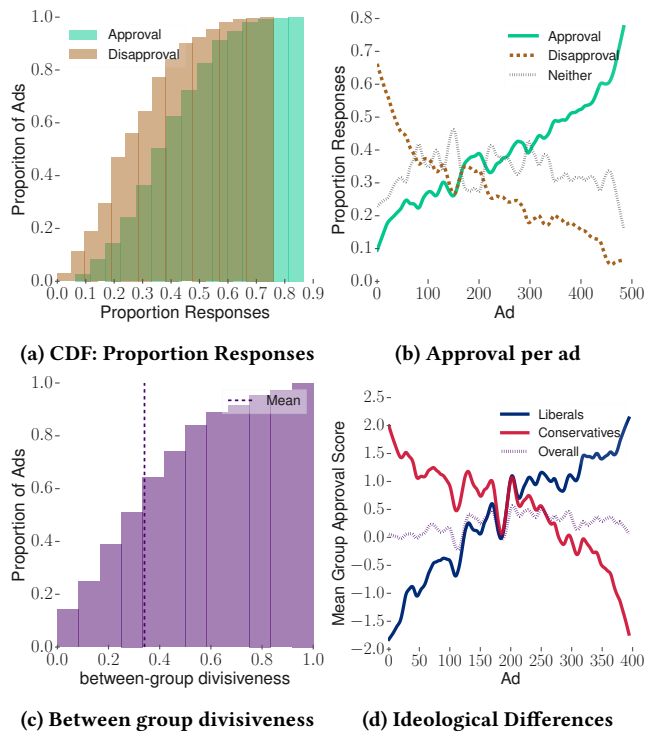 1.0
0.8
0.6
0.4
0.2
0.0
Proporiton of Ads
Approval
Disapproval
0.0 0.1 0.2 0.3 0.4 0.5 0.6 0.7 0.8 0.9
Proportion Responses
(a) CDF: Proportion Responses
0.8
0.7
0.6
0.5
0.4
0.3
0.2
0.1
0.0
Proportion Responses
Approval
Disapproval
Neither
0 100 200 300 400 500
Ad
(b) Approval per ad
1.0
0.8
0.6
0.4
0.2
0.0
Proportion of Ads
Mean
0.0 0.2 0.4 0.6 0.8 1.0
between-group divisiveness
(c) Between group divisiveness
2.5
2.0
1.5
1.0
0.5
0.0
−0.5
−1.0
−1.5
−2.0
Mean Group Approval Score
Liberals
Conservatives
Overall
0 50 100 150 200 250 300 350 400
Ad
(d) Ideological Differences